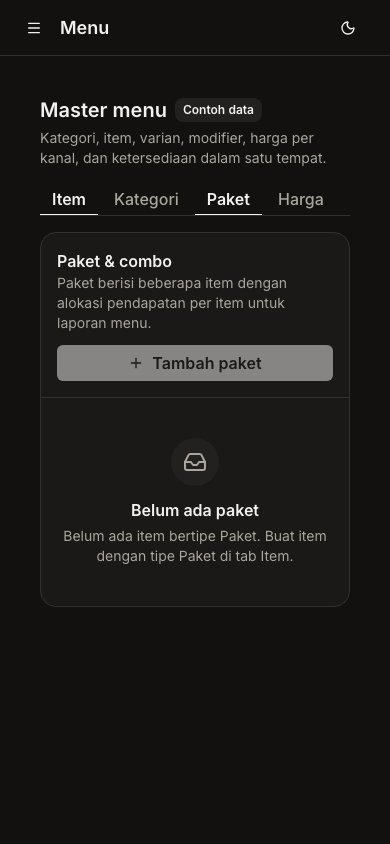 Menu
Master menu Contoh data
Kategori, item, varian, modifier, harga per
kanal, dan ketersediaan dalam satu tempat.
Item Kategori Paket Harga
Paket & combo
Paket berisi beberapa item dengan
alokasi pendapatan per item untuk
laporan menu.
+ Tambah paket
Belum ada paket
Belum ada item bertipe Paket. Buat item
dengan tipe Paket di tab Item.